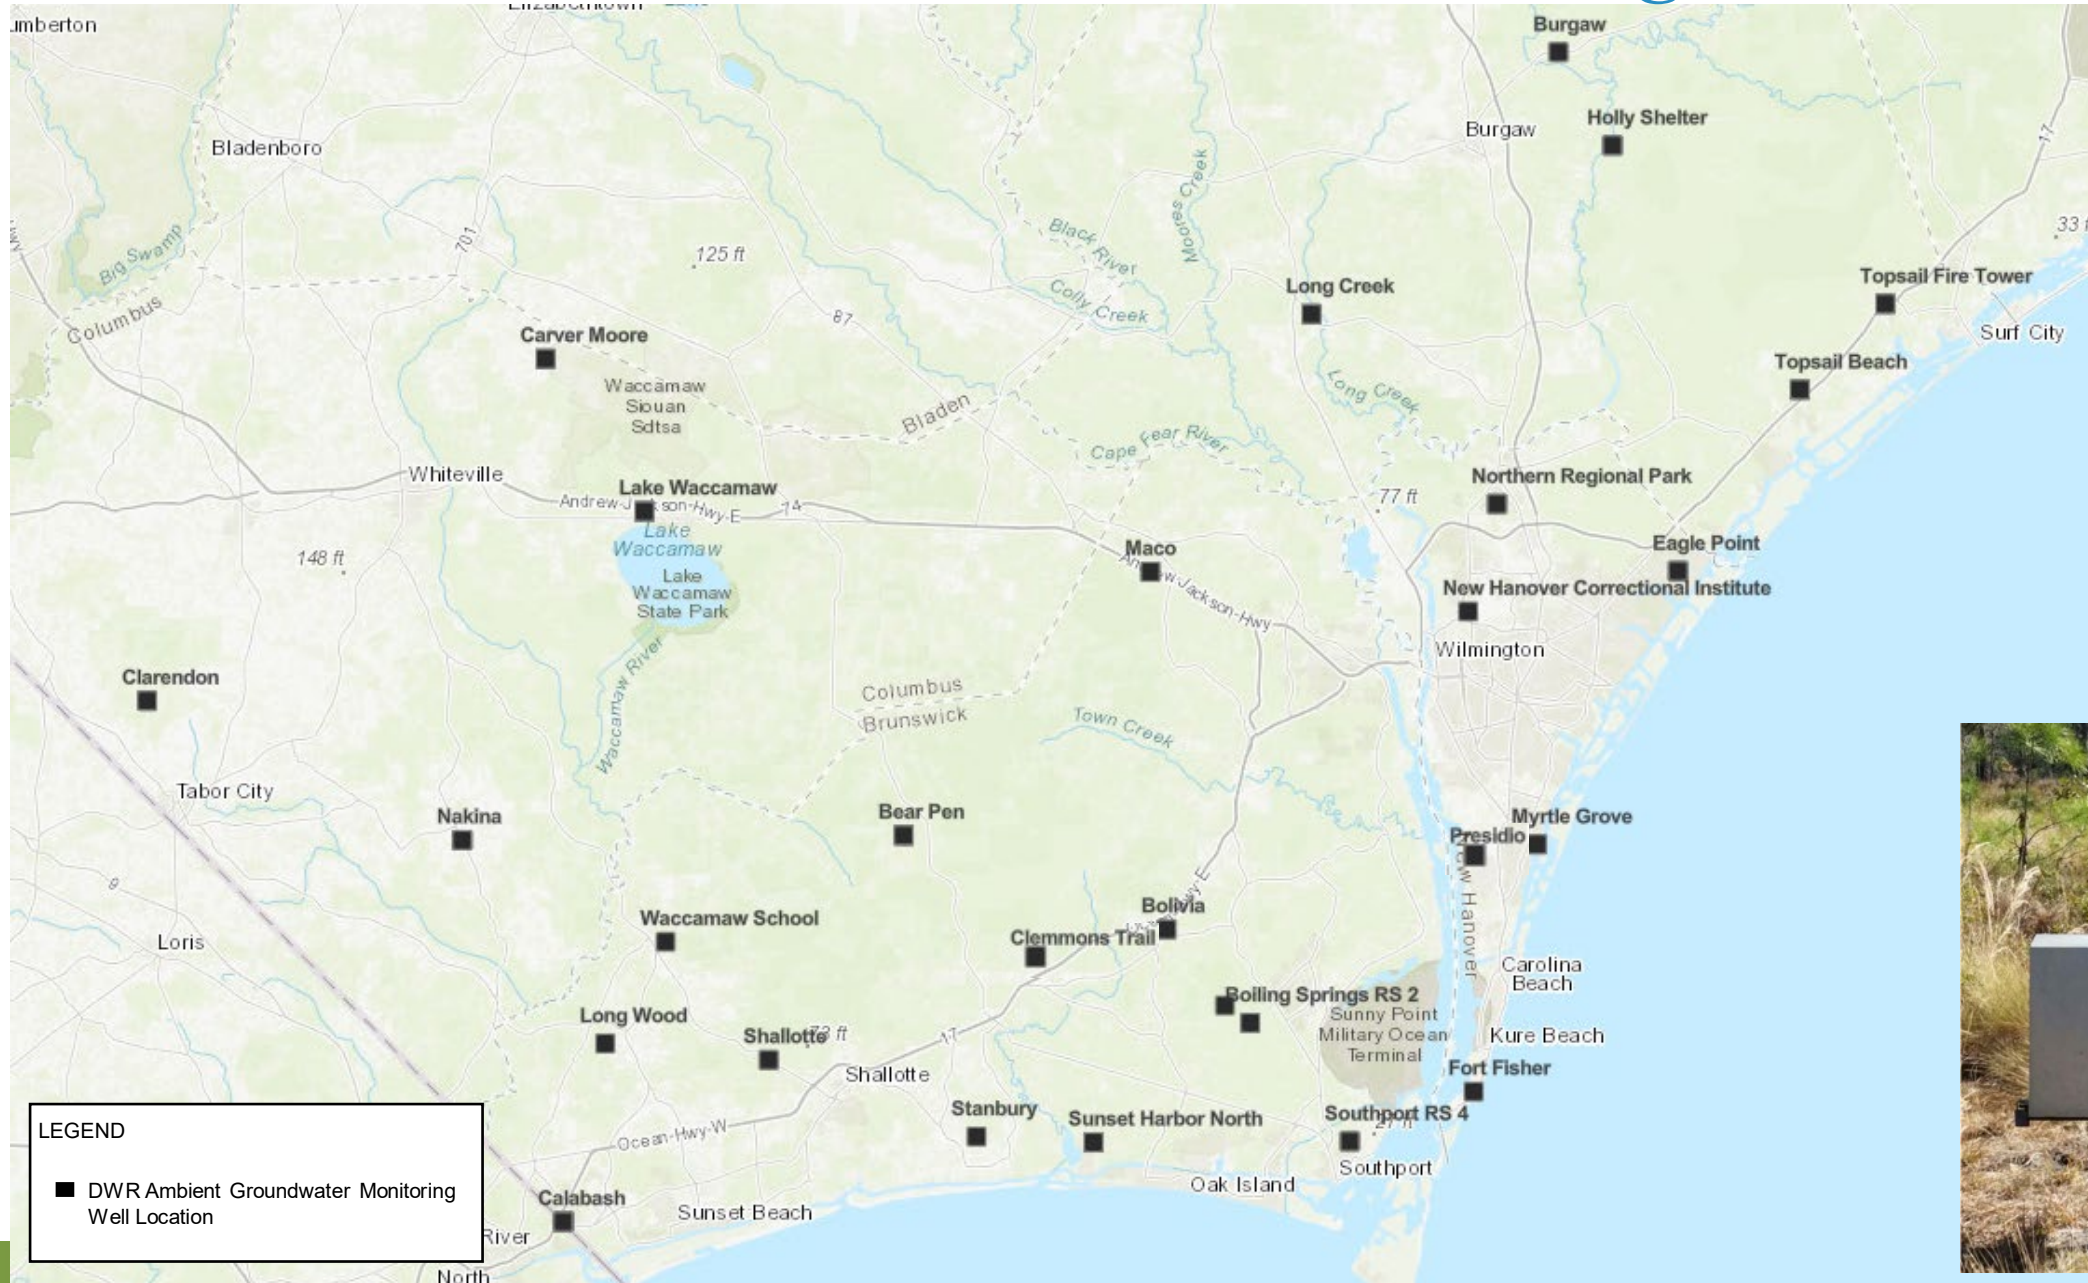 Burgaw
Holly Shelter
Burgaw
Bladenboro
Moores Creek
17
701
Big Swamp
125 ft
Black River
Colly Creek
Long Creek
Topsail Fire Tower
Surf City
Columbus
87
Carver Moore
Waccamaw
Siouan
Sdtsa
Topsail Beach
Long Creek
Bladen
Cape Fear River
Whiteville
Lake Waccamaw
Northern Regional Park
77 ft
74
Lake
Waccamaw
Lake
Waccamaw
State Park
148 ft
Maco
Eagle Point
New Hanover Correctional Institute
Wilmington
Waccamaw River
Clarendon
Columbus
Brunswick
Town Creek
Tabor City
Nakina
Bear Pen
Myrtle Grove
Presidio
9
Bolivia
Waccamaw School
Clemmons Trail
Loris
Carolina
Beach
Boiling Springs RS 2
Sunny Point
Military Ocean
Terminal
Long Wood
Shallotte
17
Kure Beach
Fort Fisher
Shallotte
Stanbury
Sunset Harbor North
Southport RS 4
27 ft
Ocean-Hwy-W
Southport
Oak Island
Calabash
Sunset Beach
River
North
LEGEND
DWR Ambient Groundwater Monitoring
Well Location